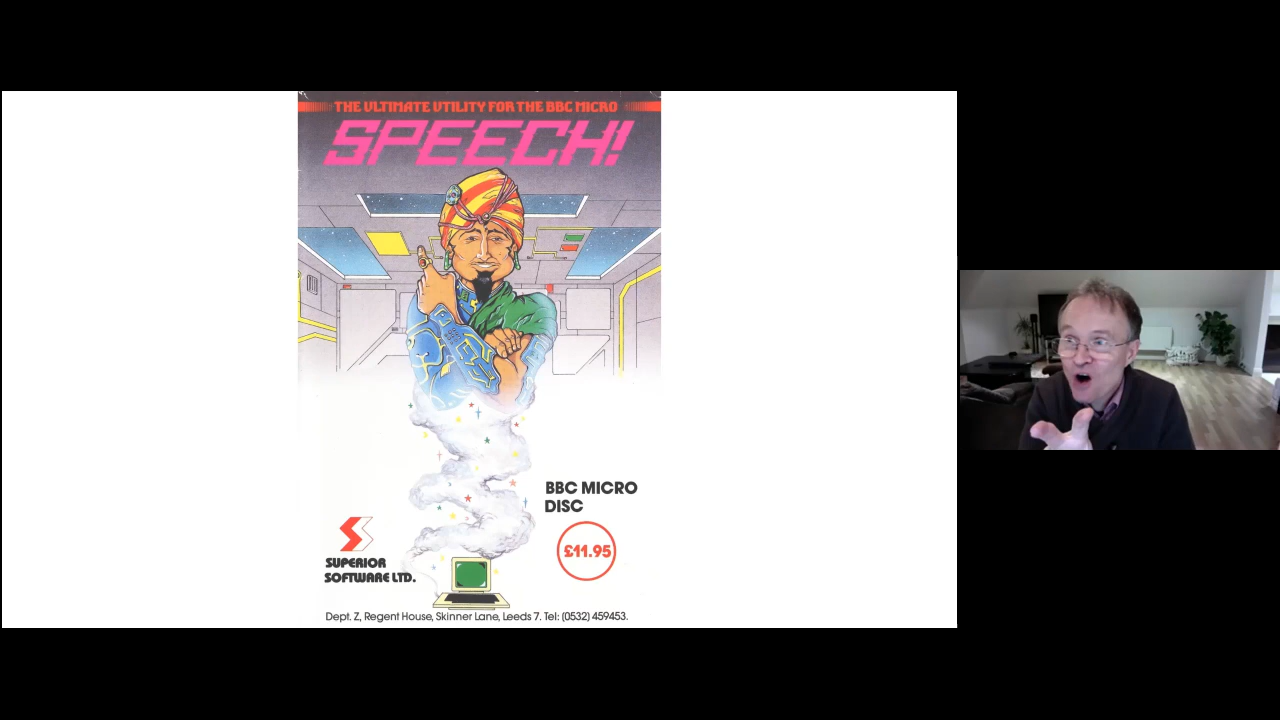 THE ULTIMATE UTILITY FOR THE BBC MICRO
SPEECH!
BBC MICRO
DISC
£11.95
SUPERIOR
SOFTWARE LTD.
Dept. Z, Regent House, Skinner Lane, Leeds 7. Tel: (0532) 459453.